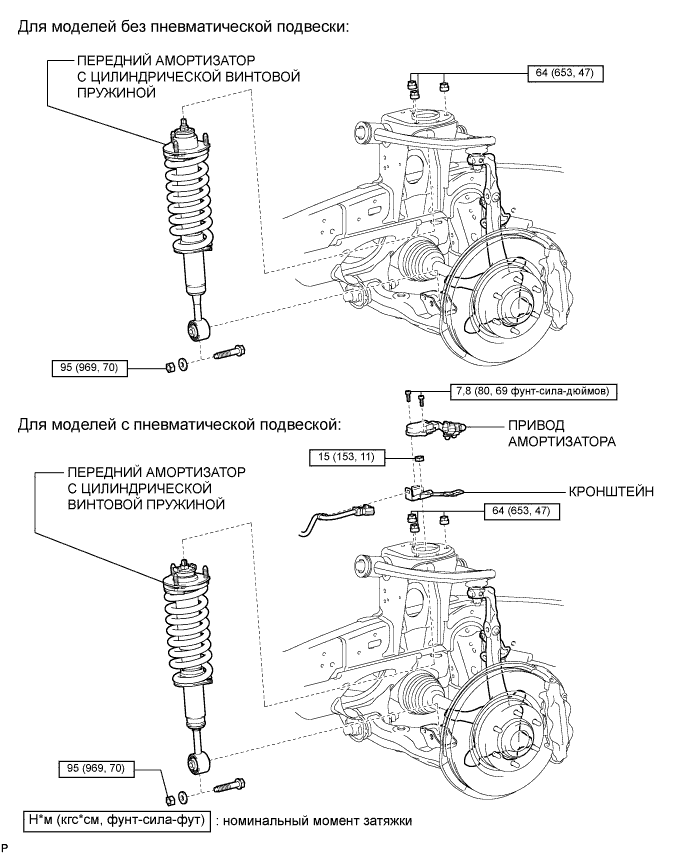 Для моделей без пневматической подвески:
ПЕРЕДНИЙ АМОРТИЗАТОР
С ЦИЛИНДРИЧЕСКОЙ ВИНТОВОЙ
ПРУЖИНОЙ
64 (653, 47)
95 (969, 70)
Для моделей с пневматической подвеской:
7,8 (80, 69 фунт-сила-дюймов)
ПРИВОД
АМОРТИЗАТОРА
15 (153, 11)
ПЕРЕДНИЙ АМОРТИЗАТОР
С ЦИЛИНДРИЧЕСКОЙ
ВИНТОВОЙ ПРУЖИНОЙ
КРОНШТЕЙН
64 (653, 47)
95 (969, 70)
Н*м (кгс*см, фунт-сила-фут) : номинальный момент затяжки
P